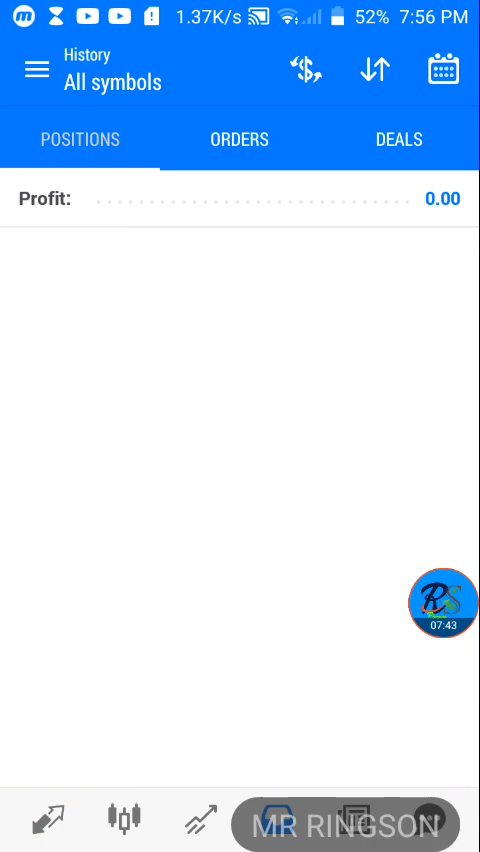 1.37K/s 52% 7:56 PM
History
All symbols
POSITIONS ORDERS DEALS
Profit: 0.00
RS
07:43
MR RINGSON